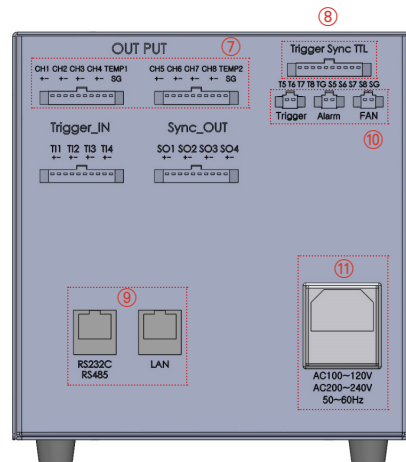 ⑧
OUT PUT ⑦
Trigger Sync TTL
CH1 CH2 CH3 CH4 TEMP1
+- +- +- +- SG
CH5 CH6 CH7 CH8 TEMP2
+- +- +- +- SG
T5 T6 T7 T8 TG S5 S6 S7 S8 SG
Trigger Alarm FAN
⑩
Trigger_IN
Sync_OUT
TI1 TI2 TI3 TI4
+- +- +- +-
SO1 SO2 SO3 SO4
+- +- +- +-
⑨
RS232C
RS485
LAN
⑪
AC100~120V
AC200~240V
50~60Hz